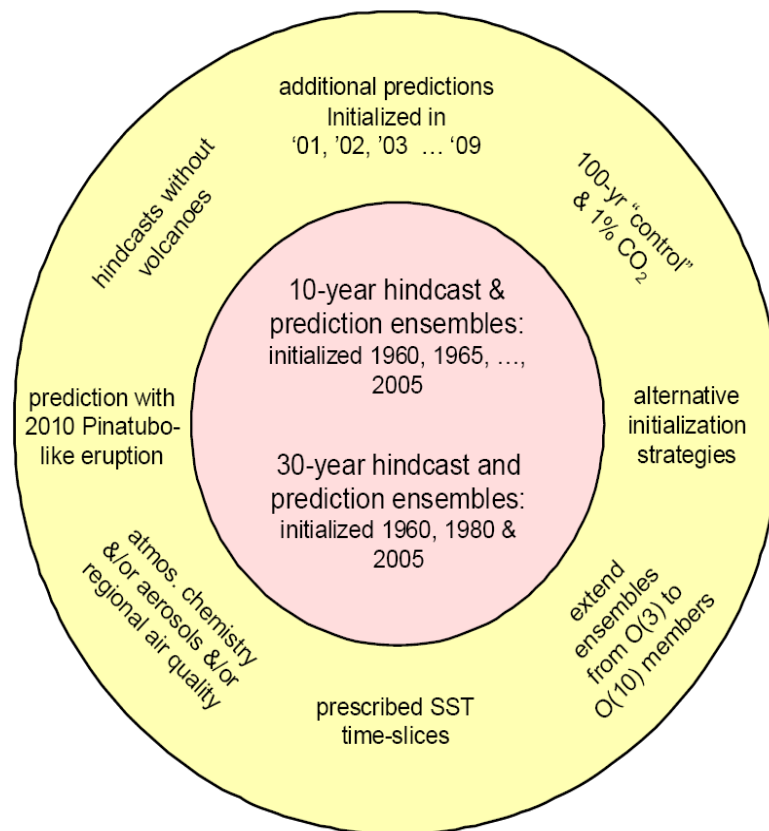 additional predictions
Initialized in
‘01, ’02, ’03 … ‘09
hindcasts without
volcanoes
100-yr “control”
& 1% CO₂
10-year hindcast &
prediction ensembles:
initialized 1960, 1965, …,
2005
prediction with
2010 Pinatubo-
like eruption
alternative
initialization
strategies
30-year hindcast and
prediction ensembles:
initialized 1960, 1980 &
2005
atmos. chemistry
&/or aerosols &/or
regional air quality
extend
ensembles
from O(3) to
O(10) members
prescribed SST
time-slices